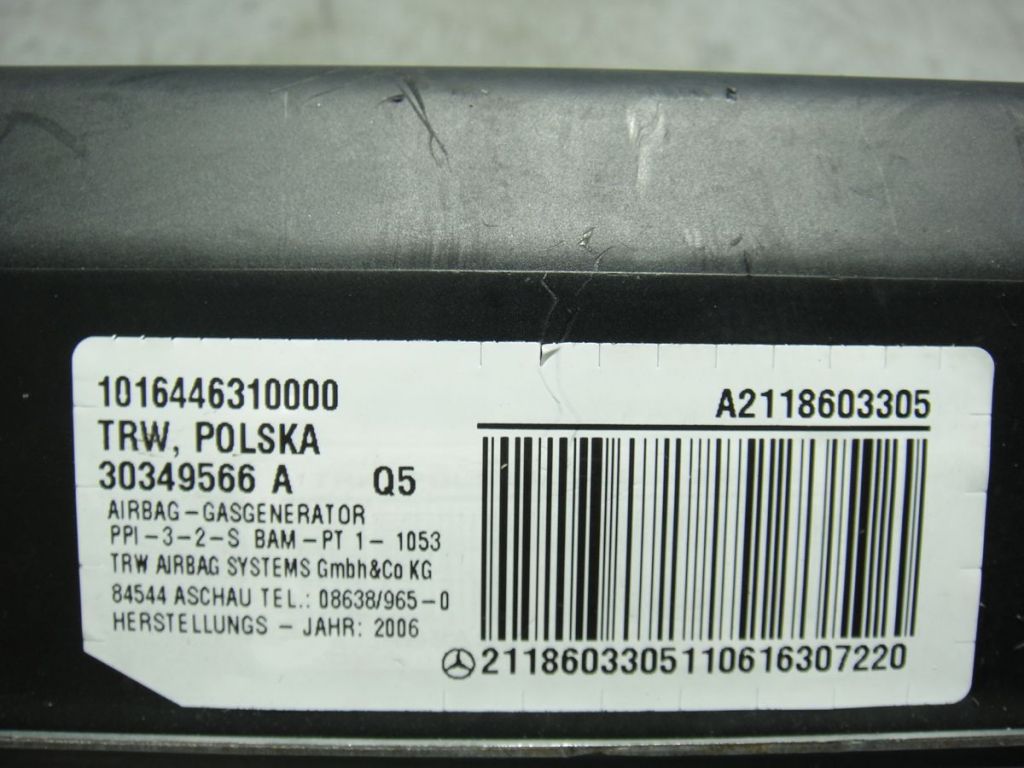 1016446310000
A2118603305
TRW, POLSKA
30349566 A Q5
AIRBAG-GASGENERATOR
PPI-3-2-S BAM-PT 1- 1053
TRW AIRBAG SYSTEMS Gmbh&Co KG
84544 ASCHAU TEL.: 08638/965-0
HERSTELLUNGS - JAHR: 2006
2118603305110616307220